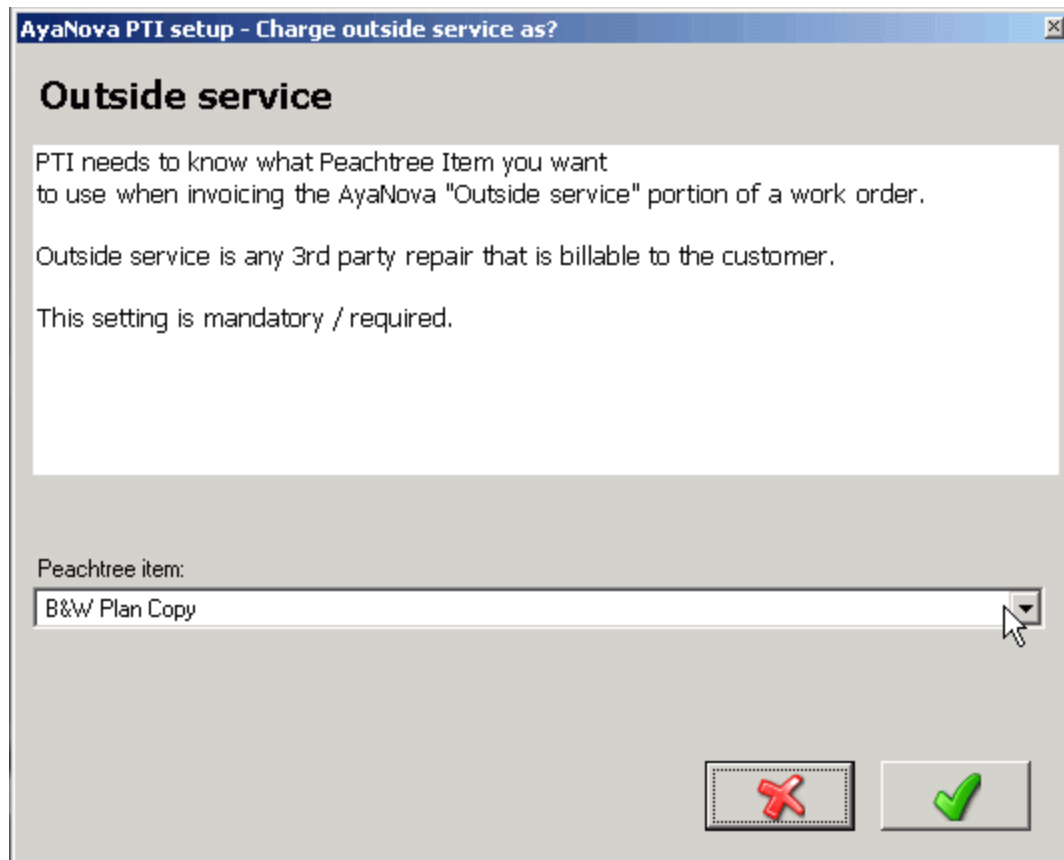 AyaNova PTI setup - Charge outside service as?
Outside service
PTI needs to know what Peachtree Item you want
to use when invoicing the AyaNova "Outside service" portion of a work order.
Outside service is any 3rd party repair that is billable to the customer.
This setting is mandatory / required.
Peachtree item:
B&W Plan Copy